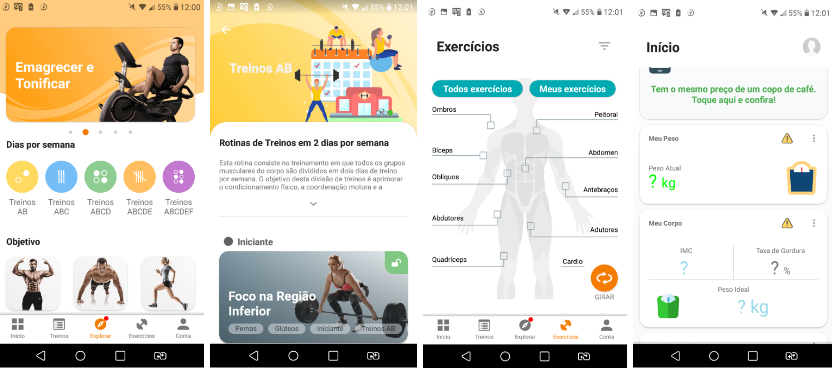 55% 12:00
Emagrecer e
Tonificar
Dias por semana
Treinos
AB
Treinos
ABC
Treinos
ABCD
Treinos
ABCDE
Treinos
ABCDEF
Objetivo
Início
Treinos
Explorar
Exercícios
Conta
55% 12:01
Treinos AB
Rotinas de Treinos em 2 dias por semana
Esta rotina consiste no treinamento em que todos os grupos
musculares do corpo são divididos em dois dias de treino
por semana. O objetivo desta divisão de treinos é aprimorar
o condicionamento físico, a coordenação motora e a
Iniciante
Foco na Região
Inferior
Pernas
Glúteos
Iniciante
Treinos AB
55% 12:01
Exercícios
Todos exercícios
Meus exercícios
Ombros
Peitoral
Bíceps
Abdomen
Oblíquos
Antebraços
Abdutores
Adutores
Quadríceps
Cardio
GIRAR
Início
Treinos
Explorar
Exercícios
Conta
55% 12:01
Início
Tem o mesmo preço de um copo de café.
Toque aqui e confira!
Meu Peso
Peso Atual
? kg
Meu Corpo
IMC
?
Taxa de Gordura
? %
Peso Ideal
? kg
Início
Treinos
Explorar
Exercícios
Conta